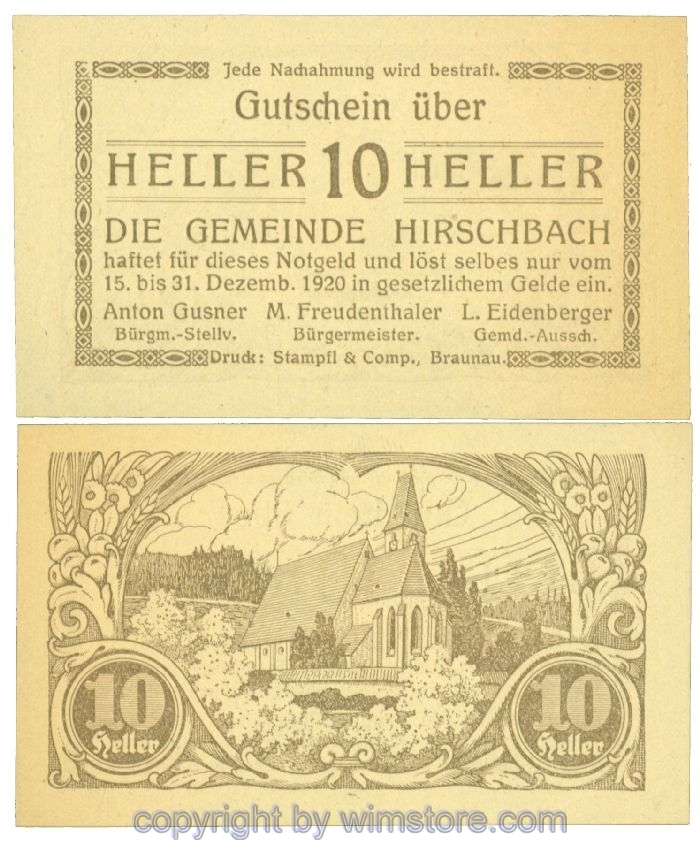 Jede Nachahmung wird bestraft.
Gutschein über
HELLER 10 HELLER
DIE GEMEINDE HIRSCHBACH
haftet für dieses Notgeld und löst selbes nur vom
15. bis 31. Dezemb. 1920 in gesetzlichem Gelde ein.
Anton Gusner M. Freudenthaler L. Eidenberger
Bürgm.-Stellv. Bürgermeister. Gemd.-Aussch.
Druck: Stampfl & Comp., Braunau.
10 10
Heller Heller
copyright by wimstore.com